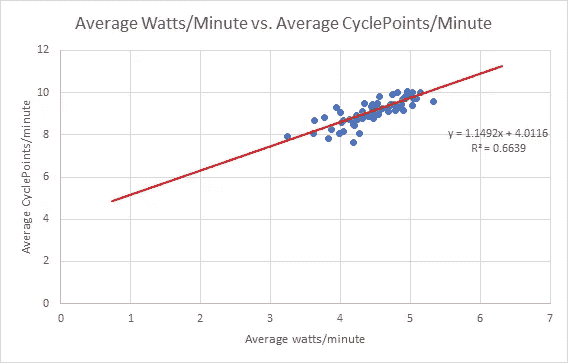 Average Watts/Minute vs. Average CyclePoints/Minute
12
10
8
6
4
2
0
y = 1.1492x + 4.0116
R² = 0.6639
0 1 2 3 4 5 6 7
Average CyclePoints/minute
Average watts/minute